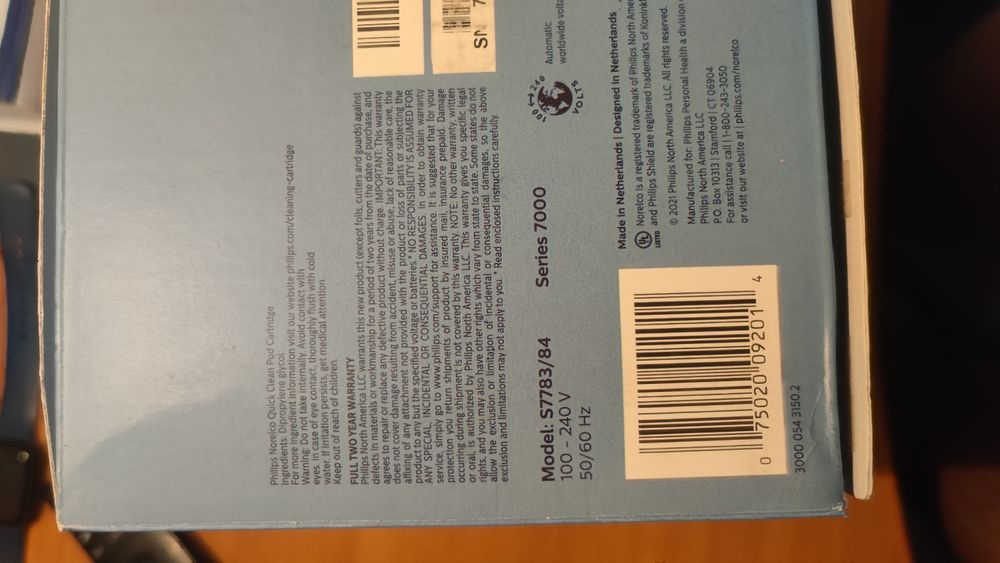 Philips Norelco Quick Clean Pod Cartridge
Ingredients: Dipropylene glycol.
For more ingredient information visit our website philips.com/cleaning-cartridge
Warning: Do not take internally. Avoid contact with
eyes. In case of eye contact, thoroughly flush with cold
water. If irritation persists, get medical attention.
Keep out of reach of children.
FULL TWO YEAR WARRANTY
Philips North America LLC warrants this new product (except foils, cutters and guards) against
defects in materials or workmanship for a period of two years from the date of purchase, and
agrees to repair or replace any defective product without charge. IMPORTANT: This warranty
does not cover damage resulting from accident, misuse or abuse, lack of reasonable care, the
affixing of any attachment not provided with the product or loss of parts or subjecting the
product to any but the specified voltage or batteries.* NO RESPONSIBILITY IS ASSUMED FOR
ANY SPECIAL, INCIDENTAL OR CONSEQUENTIAL DAMAGES. In order to obtain warranty
service, simply go to www.philips.com/support for assistance. It is suggested that for your
protection you return shipments of product by insured mail, insurance prepaid. Damage
occurring during shipment is not covered by this warranty. NOTE: No other warranty, written
or oral, is authorized by Philips North America LLC. This warranty gives you specific legal
rights, and you may also have other rights which vary from state to state. Some states do not
allow the exclusion or limitation of incidental or consequential damages, so the above
exclusion and limitations may not apply to you. * Read enclosed instructions carefully.
SN 7
Model: S7783/84 Series 7000
100 - 240 V
50/60 Hz
100 240
VOLTS
Automatic
worldwide volta
Made in Netherlands | Designed in Netherlands
UL LISTED
Norelco is a registered trademark of Philips North Ame
and Philips Shield are registered trademarks of Koninkl
© 2021 Philips North America LLC. All rights reserved.
Manufactured for: Philips Personal Health a division
Philips North America LLC
P.O. Box 10313 | Stamford | CT 06904
For assistance call | 1-800-243-3050
or visit our website at | philips.com/norelco
0 75020 09201 4
3000 054 3150.2